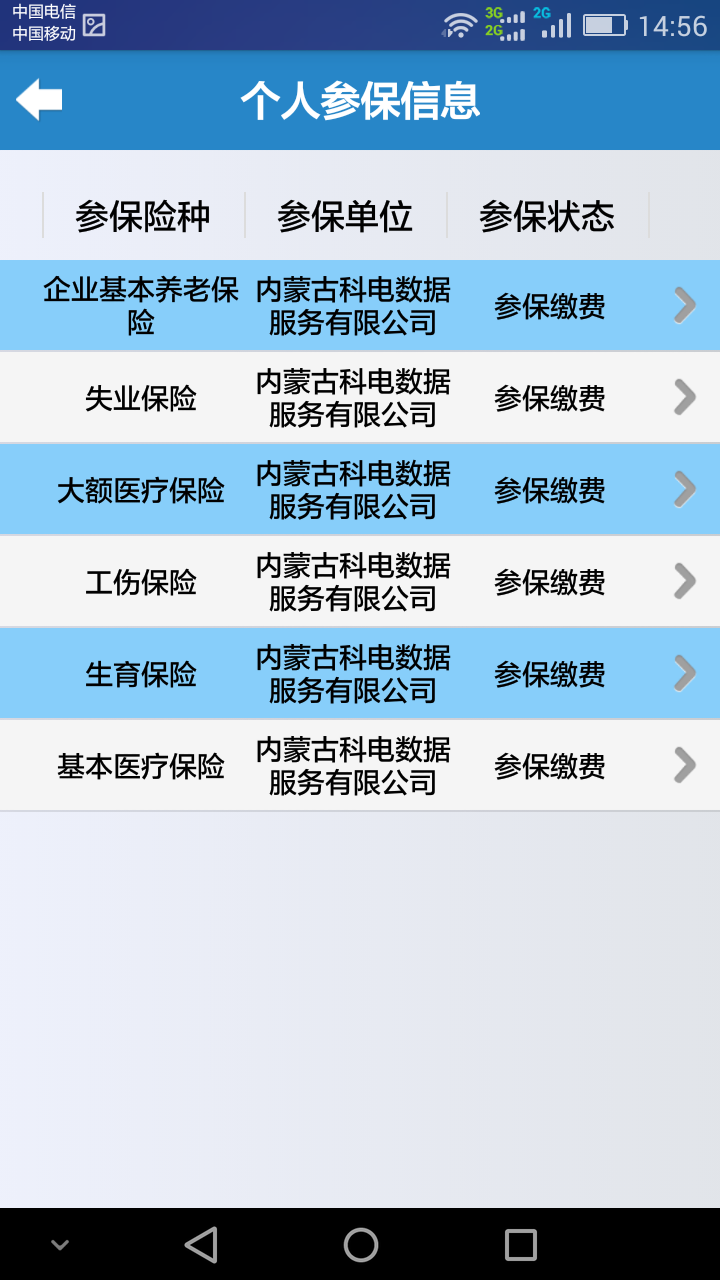 中国电信
中国移动
3G
2G
2G
14:56
个人参保信息
参保险种 参保单位 参保状态
企业基本养老保
险
内蒙古科电数据
服务有限公司
参保缴费
失业保险
内蒙古科电数据
服务有限公司
参保缴费
大额医疗保险
内蒙古科电数据
服务有限公司
参保缴费
工伤保险
内蒙古科电数据
服务有限公司
参保缴费
生育保险
内蒙古科电数据
服务有限公司
参保缴费
基本医疗保险
内蒙古科电数据
服务有限公司
参保缴费